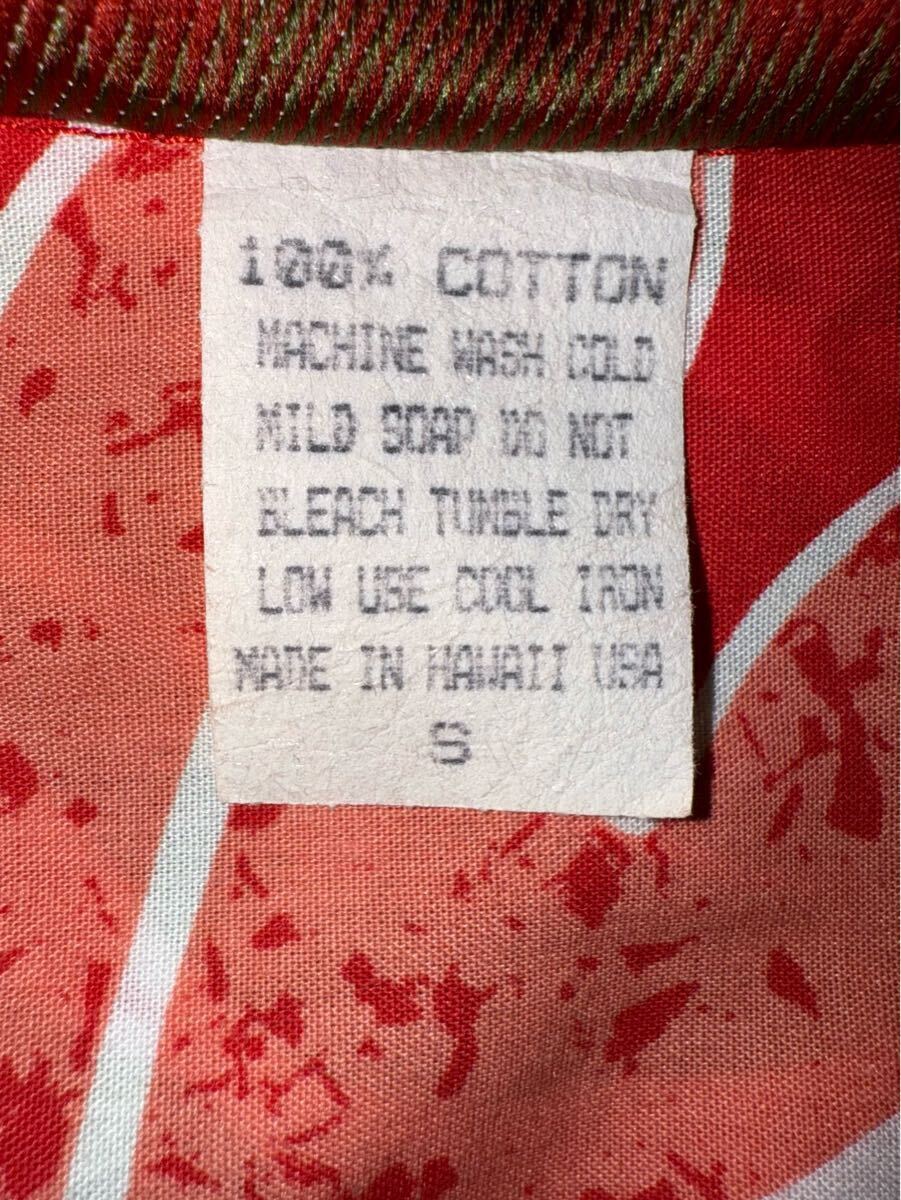 100% COTTON
MACHINE WASH COLD
MILD SOAP DO NOT
BLEACH TUMBLE DRY
LOW USE COOL IRON
MADE IN HAWAII USA
S